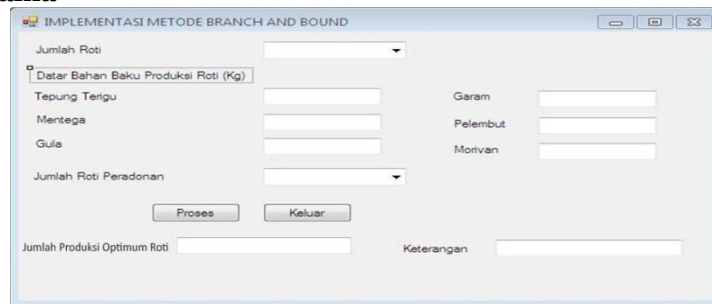 IMPLEMENTASI METODE BRANCH AND BOUND
Jumlah Roti
Datar Bahan Baku Produksi Roti (Kg)
Tepung Terigu
Garam
Mentega
Pelembut
Gula
Morivan
Jumlah Roti Peradonan
Proses
Keluar
Jumlah Produksi Optimum Roti
Keterangan